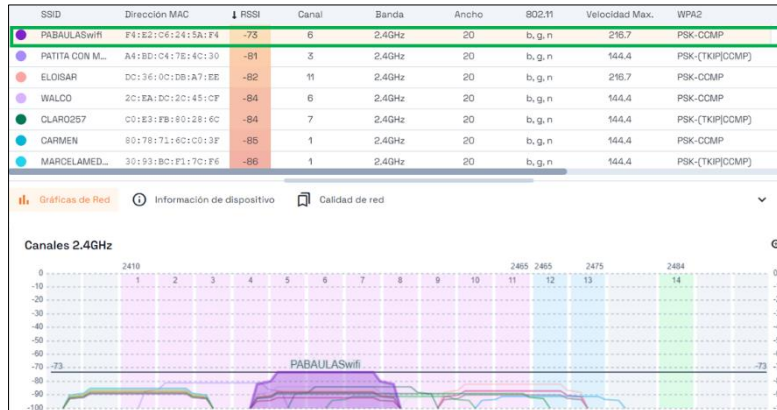 SSID Dirección MAC ↓ RSSI Canal Banda Ancho 802.11 Velocidad Max. WPA2
PABAULASwifi F4:E2:C6:24:5A:F4 -73 6 2.4GHz 20 b, g, n 216.7 PSK-CCMP
PATITA CON M... A4:BD:C4:7E:4C:30 -81 3 2.4GHz 20 b, g, n 144.4 PSK-(TKIP|CCMP)
ELOISAR DC:36:0C:DB:A7:EE -82 11 2.4GHz 20 b, g, n 216.7 PSK-CCMP
WALCO 2C:EA:DC:2C:45:CF -84 6 2.4GHz 20 b, g, n 144.4 PSK-CCMP
CLARO257 C0:E3:FB:80:28:6C -84 7 2.4GHz 20 b, g, n 144.4 PSK-(TKIP|CCMP)
CARMEN 80:78:71:6C:C0:3F -85 1 2.4GHz 20 b, g, n 144.4 PSK-CCMP
MARCELAMED... 30:93:BC:F1:7C:F6 -86 1 2.4GHz 20 b, g, n 144.4 PSK-(TKIP|CCMP)
Gráficas de Red Información de dispositivo Calidad de red
Canales 2.4GHz
2410 2465 2465 2475 2484
0 1 2 3 4 5 6 7 8 9 10 11 12 13 14 0
-10
-20
-30
-40
-50
-60
-70 -73 PABAULASwifi -73
-80
-90
-100